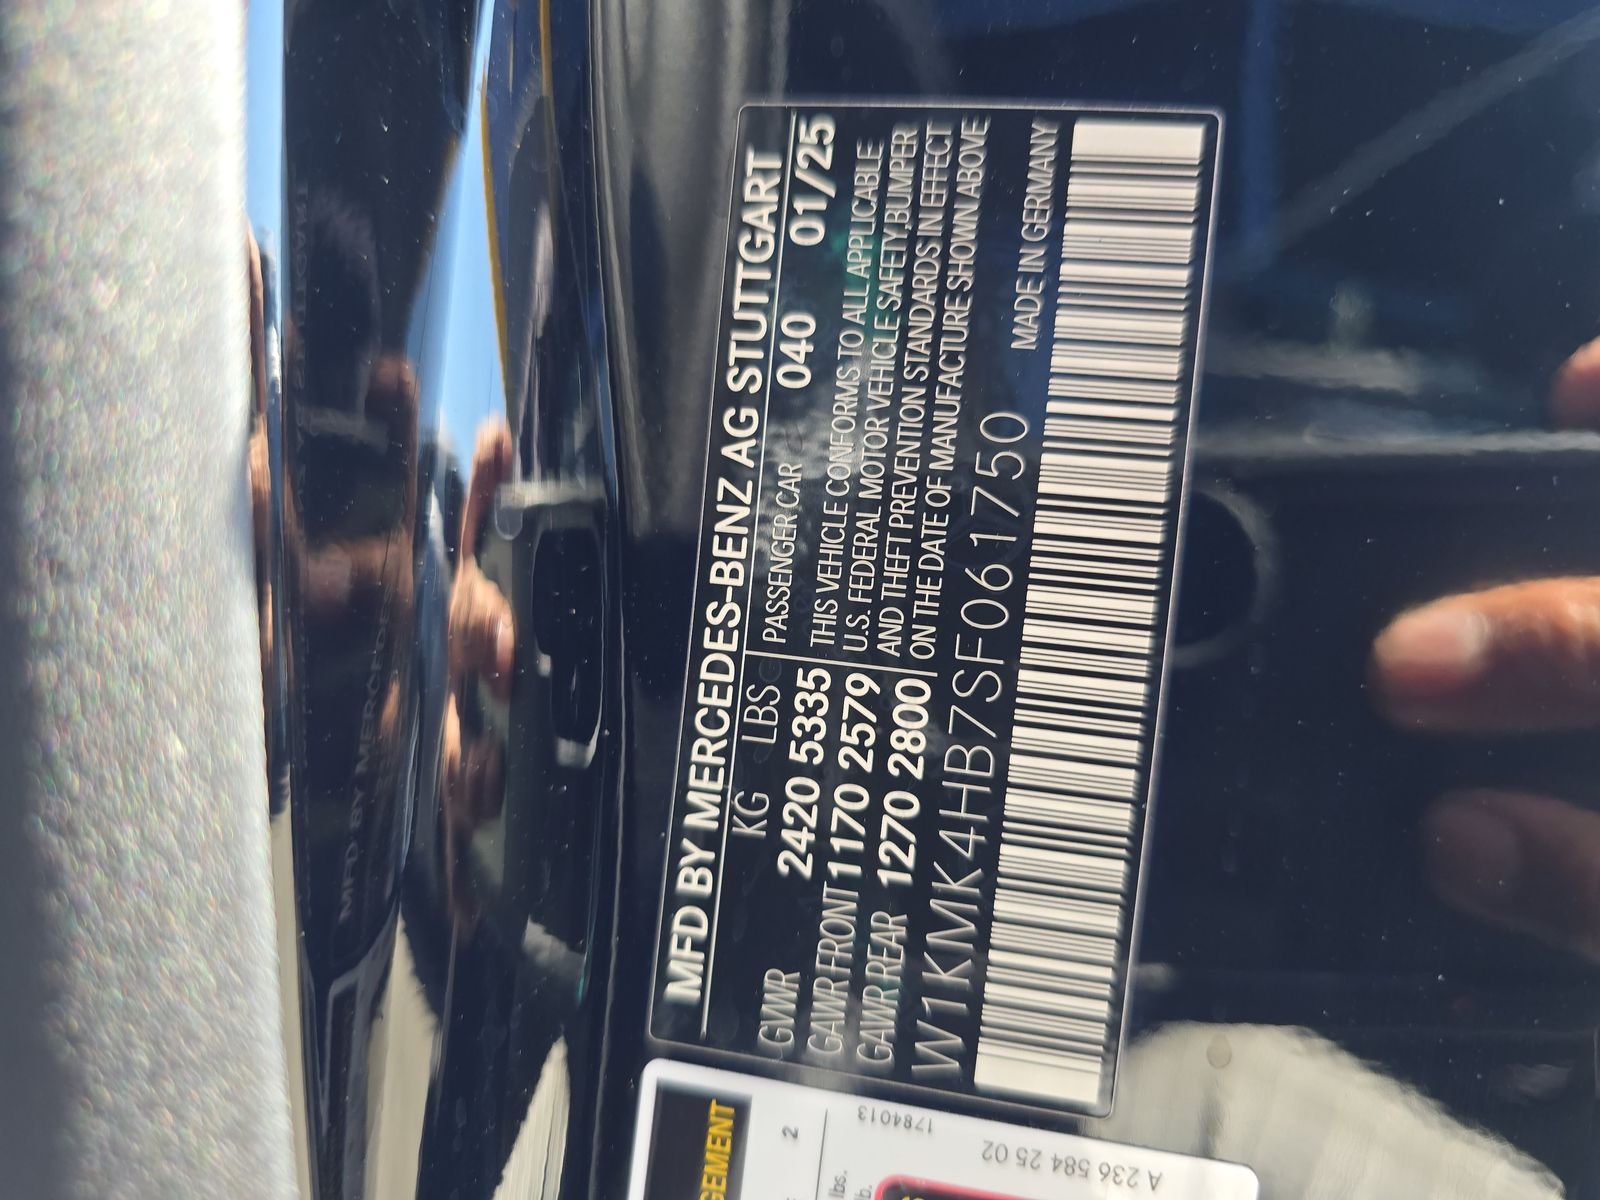 MFD BY MERCEDES-BENZ AG STUTTGART
KG LBS PASSENGER CAR 040 01/25
GVWR 2420 5335 THIS VEHICLE CONFORMS TO ALL APPLICABLE
GAWR FRONT 1170 2579 U.S. FEDERAL MOTOR VEHICLE SAFETY, BUMPER
GAWR REAR 1270 2800 AND THEFT PREVENTION STANDARDS IN EFFECT
ON THE DATE OF MANUFACTURE SHOWN ABOVE
W1KMK4HB7SF061750 MADE IN GERMANY
GEMENT
2
lbs.
b.
1784013
A 236 584 25 02